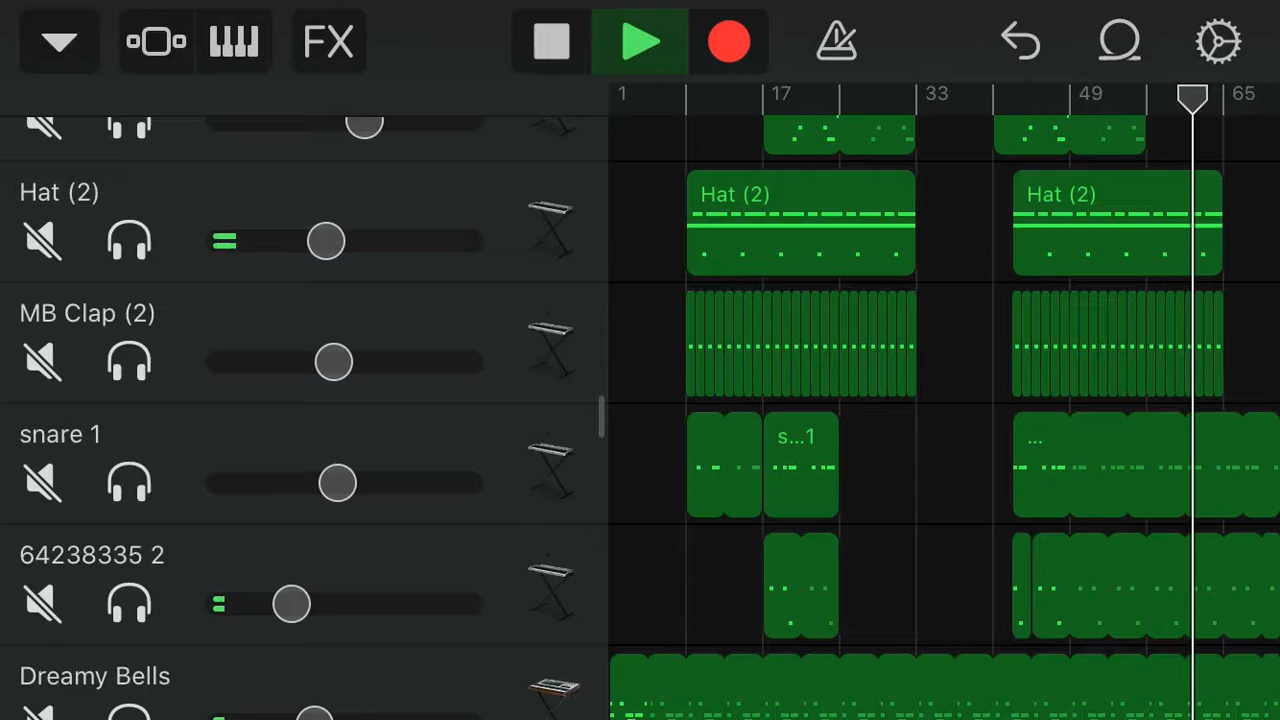 FX
1 17 33 49 65
Hat (2)
Hat (2) Hat (2)
MB Clap (2)
snare 1
s...1 ...
64238335 2
Dreamy Bells